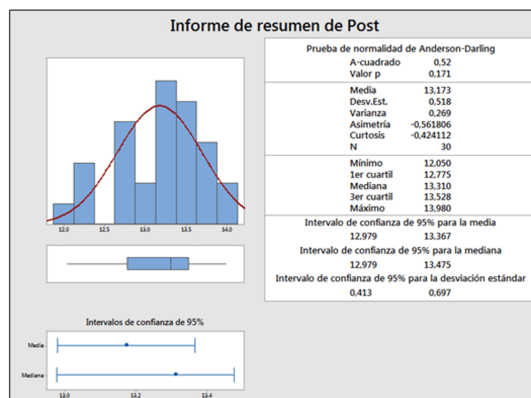 Informe de resumen de Post
Prueba de normalidad de Anderson-Darling
A-cuadrado 0,52
Valor p 0,171
Media 13,173
Desv.Est. 0,518
Varianza 0,269
Asimetría -0,561806
Curtosis -0,424112
N 30
Mínimo 12,050
1er cuartil 12,775
Mediana 13,310
3er cuartil 13,528
Máximo 13,980
Intervalo de confianza de 95% para la media
12,979 13,367
Intervalo de confianza de 95% para la mediana
12,979 13,475
Intervalo de confianza de 95% para la desviación estándar
0,413 0,697
12.0 12.5 13.0 13.5 14.0
Intervalos de confianza de 95%
Media
Mediana
13.0 13.2 13.4